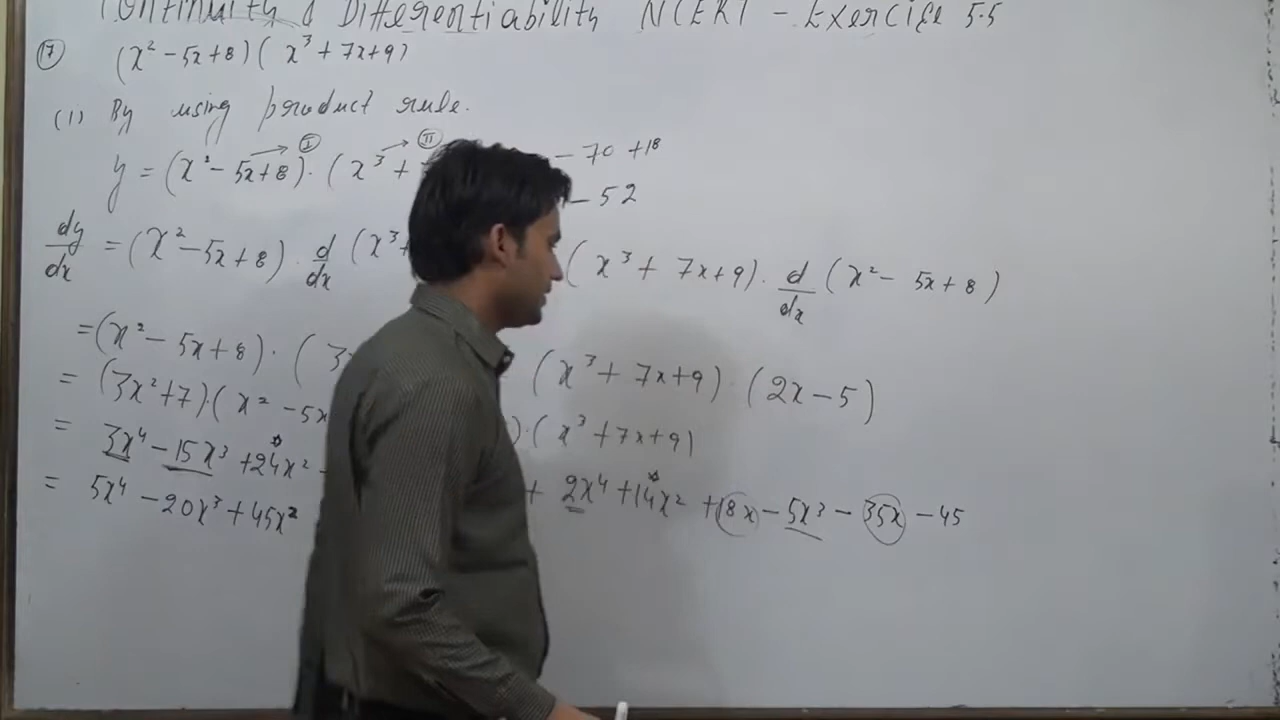 Continuity & Differentiability NCERT - Exercise 5.5
(17) (x² - 5x + 8) (x³ + 7x + 9)
(1) By using product rule.
(I) (II)
y = (x² - 5x + 8) · (x³ + - 70 + 18
- 52
dy/dx = (x² - 5x + 8) · d/dx (x³ + (x³ + 7x + 9) · d/dx (x² - 5x + 8)
= (x² - 5x + 8) · (3 (x³ + 7x + 9) · (2x - 5)
= (3x² + 7) · (x² - 5x ) · (x³ + 7x + 9)
= 3x⁴ - 15x³ + 24x² - + 2x⁴ + 14x² + 18x - 5x³ - 35x - 45
= 5x⁴ - 20x³ + 45x²